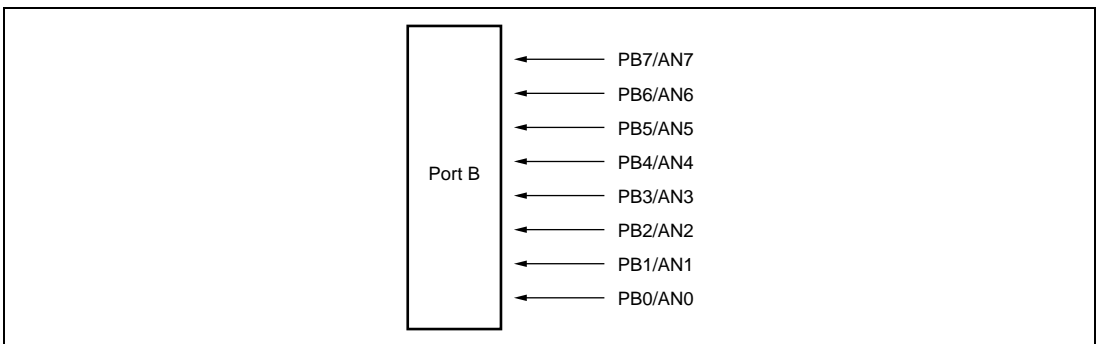 PB7/AN7
PB6/AN6
PB5/AN5
PB4/AN4
Port B
PB3/AN3
PB2/AN2
PB1/AN1
PB0/AN0